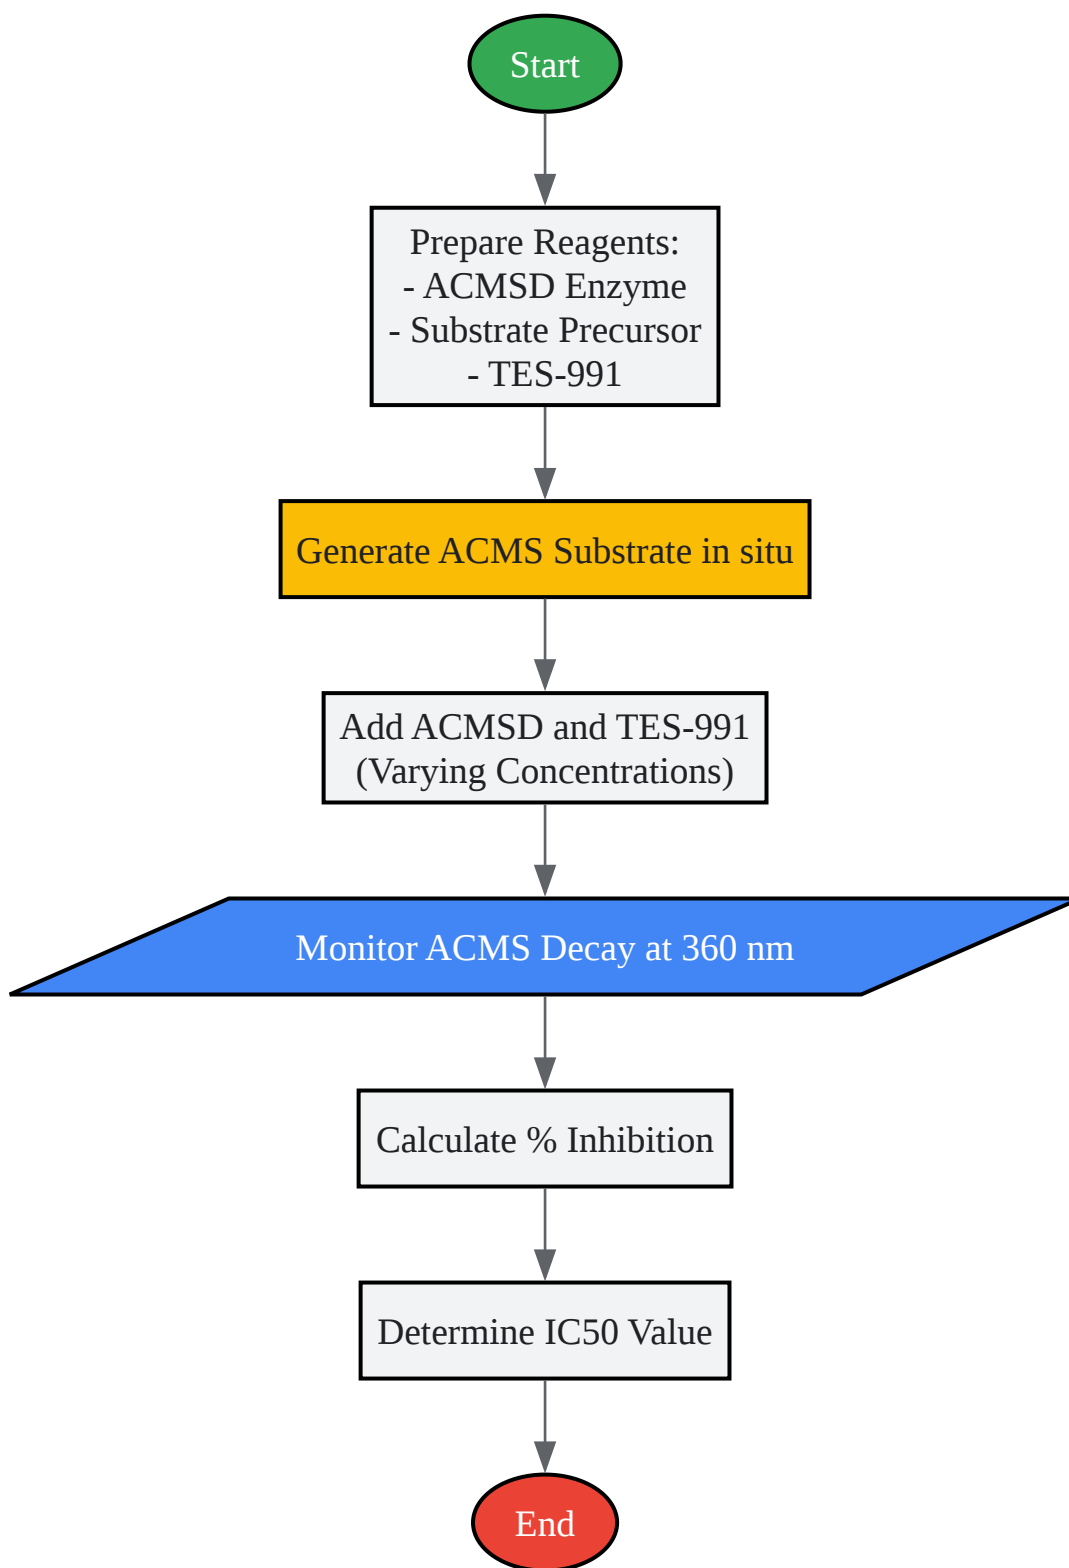 Start
Prepare Reagents:
- ACMSD Enzyme
- Substrate Precursor
- TES-991
Generate ACMS Substrate in situ
Add ACMSD and TES-991
(Varying Concentrations)
Monitor ACMS Decay at 360 nm
Calculate % Inhibition
Determine IC50 Value
End